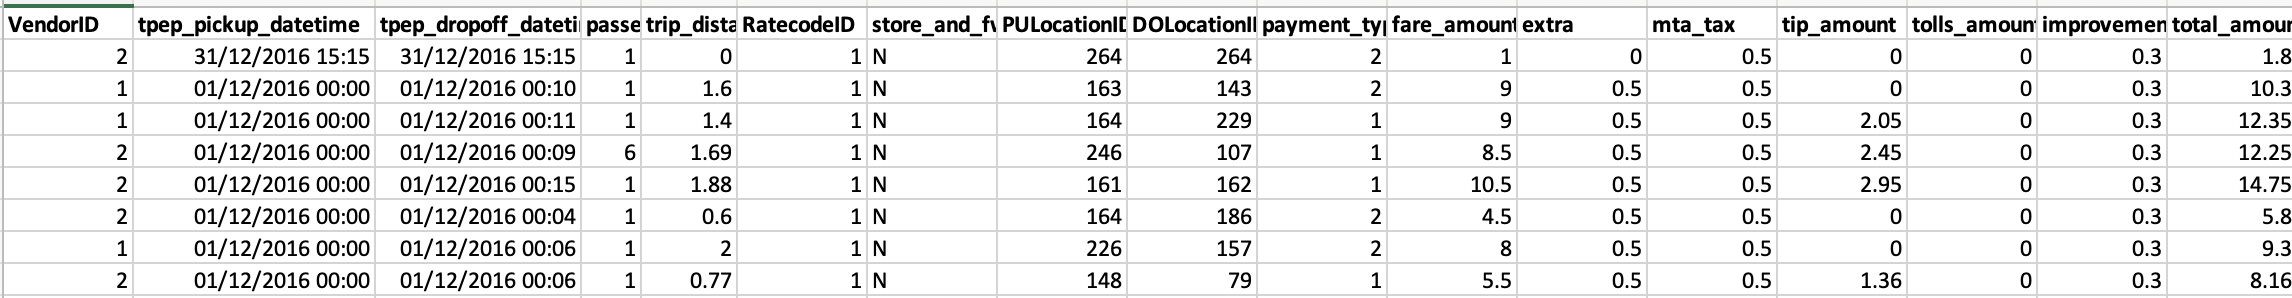 VendorID tpep_pickup_datetime tpep_dropoff_dateti passe trip_dista RatecodeID store_and_fv PULocationID DOLocationII payment_typ fare_amount extra mta_tax tip_amount tolls_amoun improvemen total_amour
2 31/12/2016 15:15 31/12/2016 15:15 1 0 1 N 264 264 2 1 0 0.5 0 0 0.3 1.8
1 01/12/2016 00:00 01/12/2016 00:10 1 1.6 1 N 163 143 2 9 0.5 0.5 0 0 0.3 10.3
1 01/12/2016 00:00 01/12/2016 00:11 1 1.4 1 N 164 229 1 9 0.5 0.5 2.05 0 0.3 12.35
2 01/12/2016 00:00 01/12/2016 00:09 6 1.69 1 N 246 107 1 8.5 0.5 0.5 2.45 0 0.3 12.25
2 01/12/2016 00:00 01/12/2016 00:15 1 1.88 1 N 161 162 1 10.5 0.5 0.5 2.95 0 0.3 14.75
2 01/12/2016 00:00 01/12/2016 00:04 1 0.6 1 N 164 186 2 4.5 0.5 0.5 0 0 0.3 5.8
1 01/12/2016 00:00 01/12/2016 00:06 1 2 1 N 226 157 2 8 0.5 0.5 0 0 0.3 9.3
2 01/12/2016 00:00 01/12/2016 00:06 1 0.77 1 N 148 79 1 5.5 0.5 0.5 1.36 0 0.3 8.16